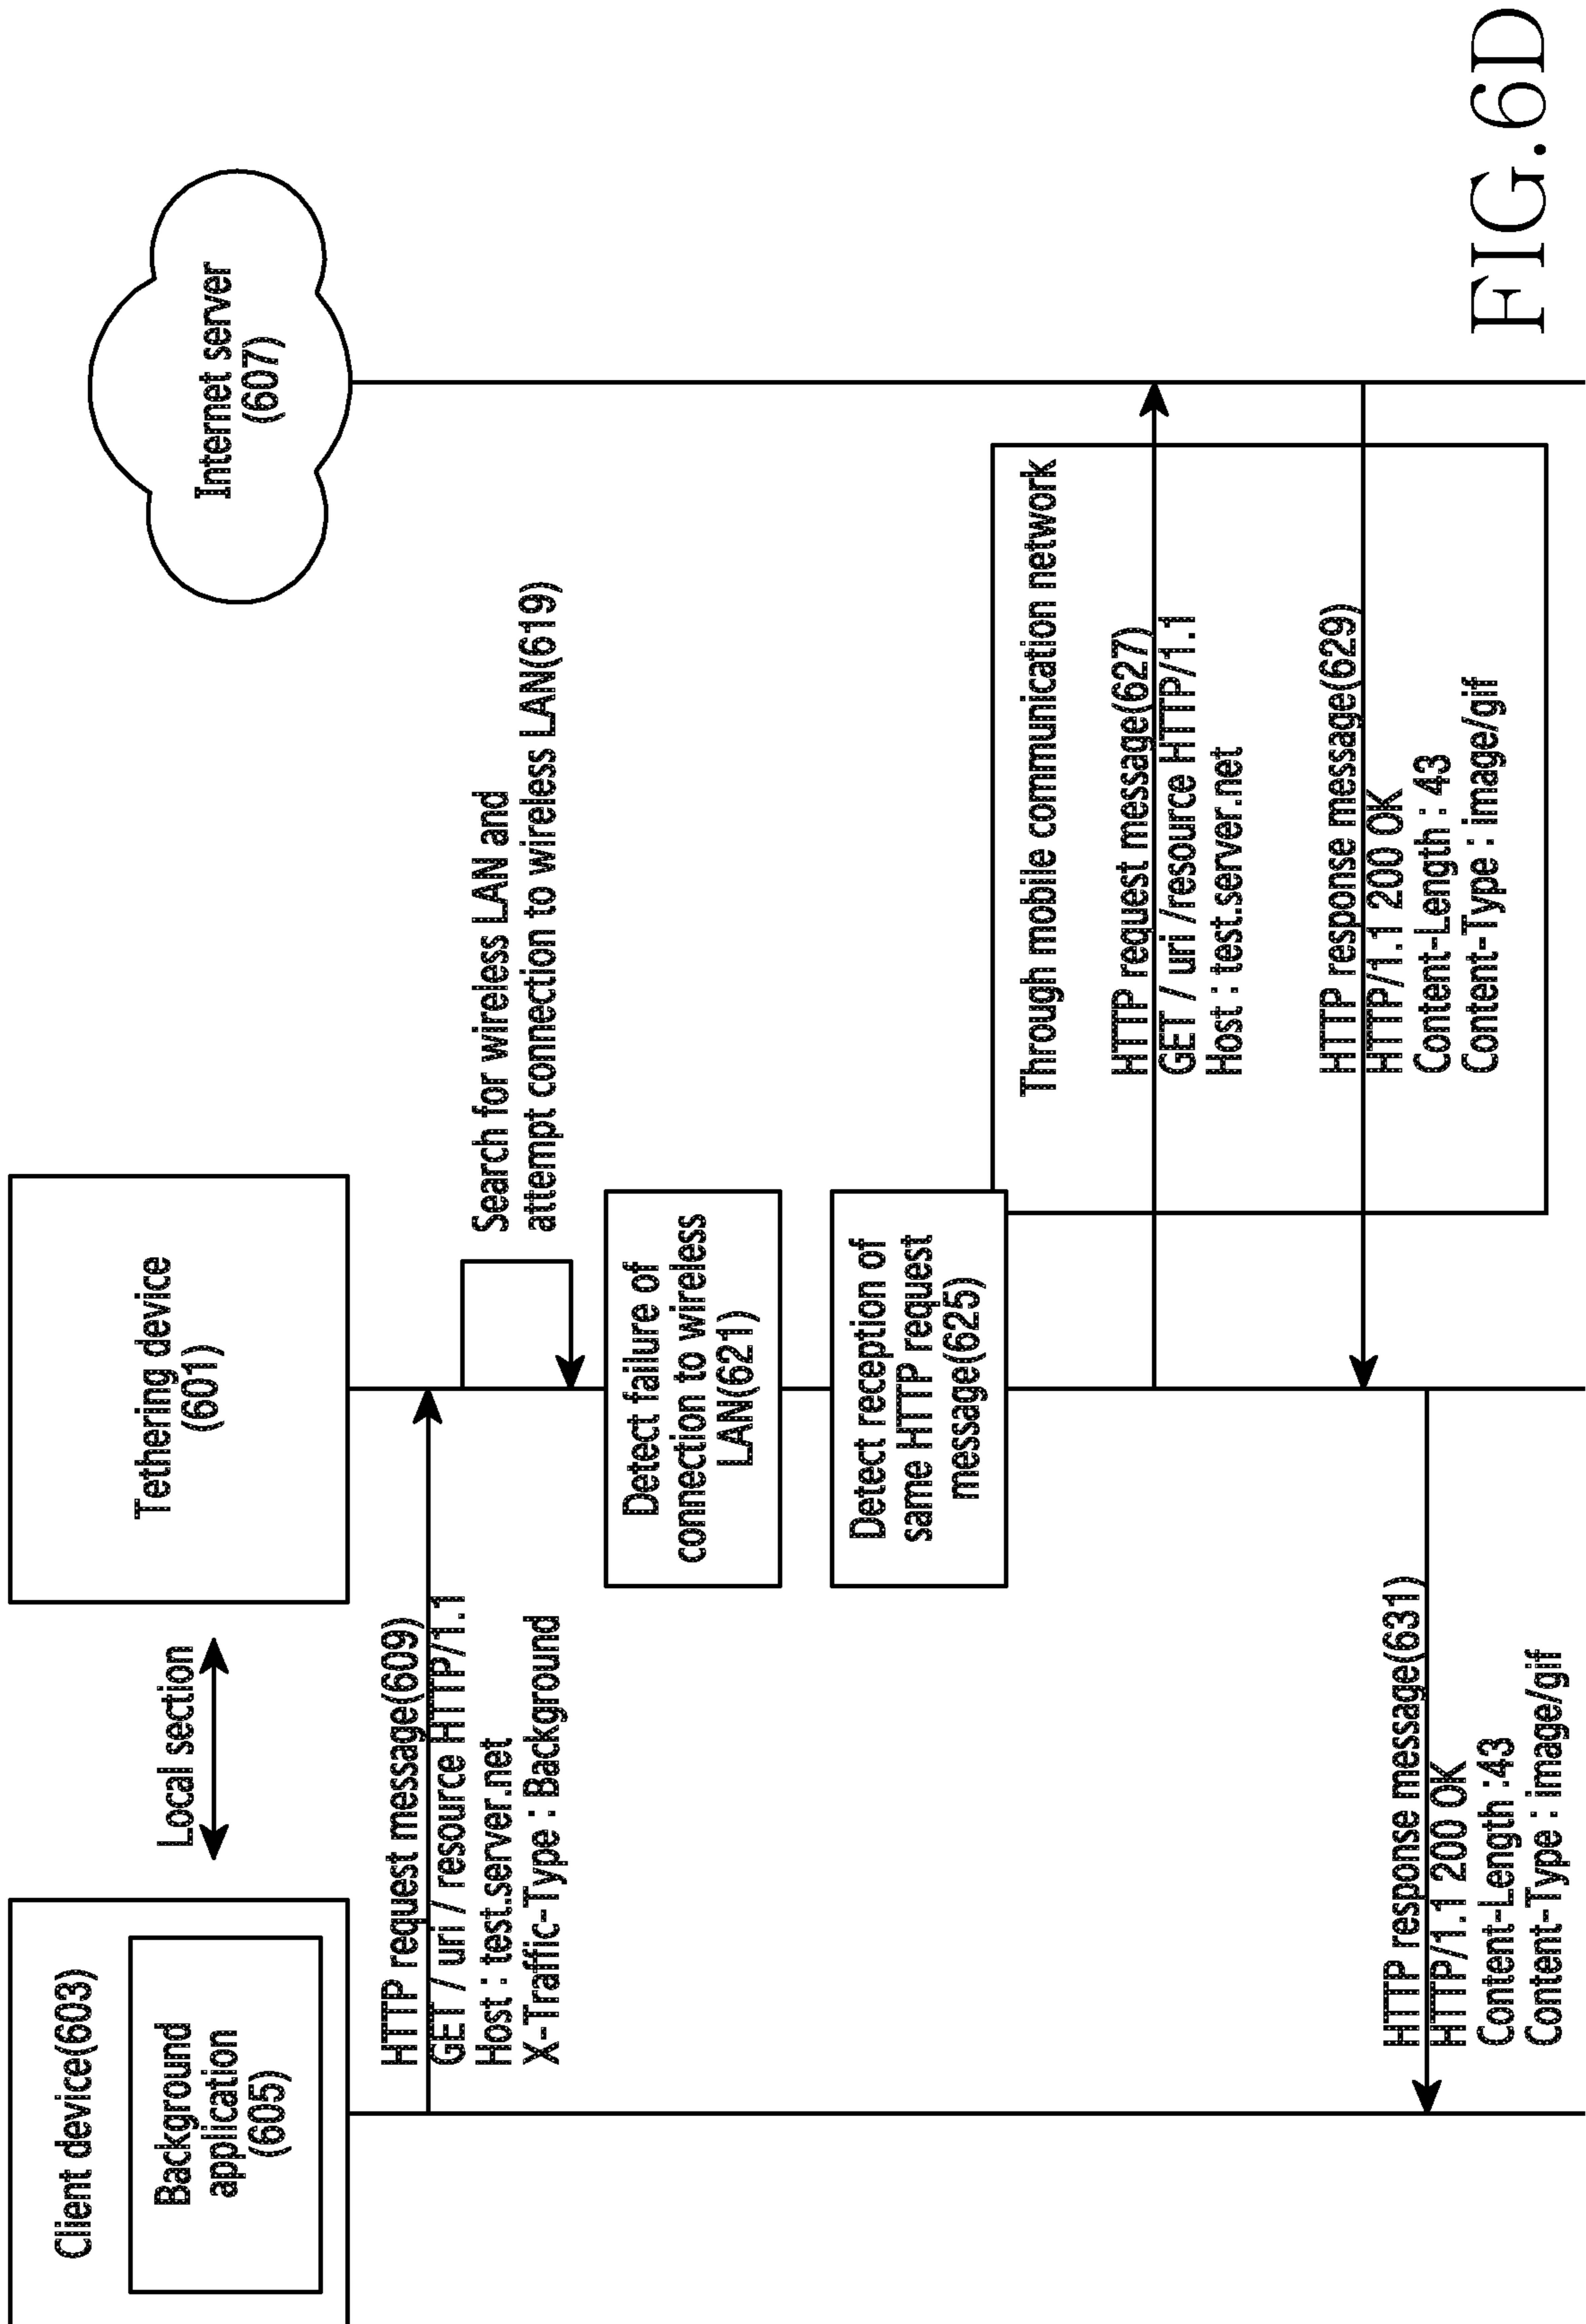 Client device(603)
Background
application
(605)
Local section
Tethering device
(601)
Internet server
(607)
HTTP request message(609)
GET / uri / resource HTTP/1.1
Host : test.server.net
X-Traffic-Type : Background
Search for wireless LAN and
attempt connection to wireless LAN(619)
Detect failure of
connection to wireless
LAN(621)
Detect reception of
same HTTP request
message(625)
Through mobile communication network
HTTP request message(627)
GET / uri /resource HTTP/1.1
Host : test.server.net
HTTP response message(629)
HTTP/1.1 200 OK
Content-Length : 43
Content-Type : image/gif
HTTP response message(631)
HTTP/1.1 200 OK
Content-Length :43
Content-Type : image/gif
FIG.6D